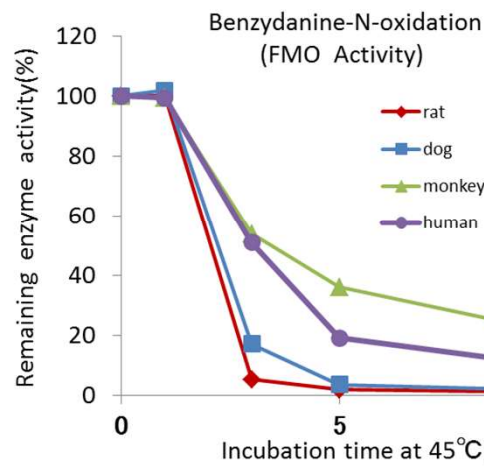 Benzydanine-N-oxidation
(FMO Activity)
Remaining enzyme activity(%)
120
100
80
60
40
20
0
rat
dog
monkey
human
0
5
Incubation time at 45℃